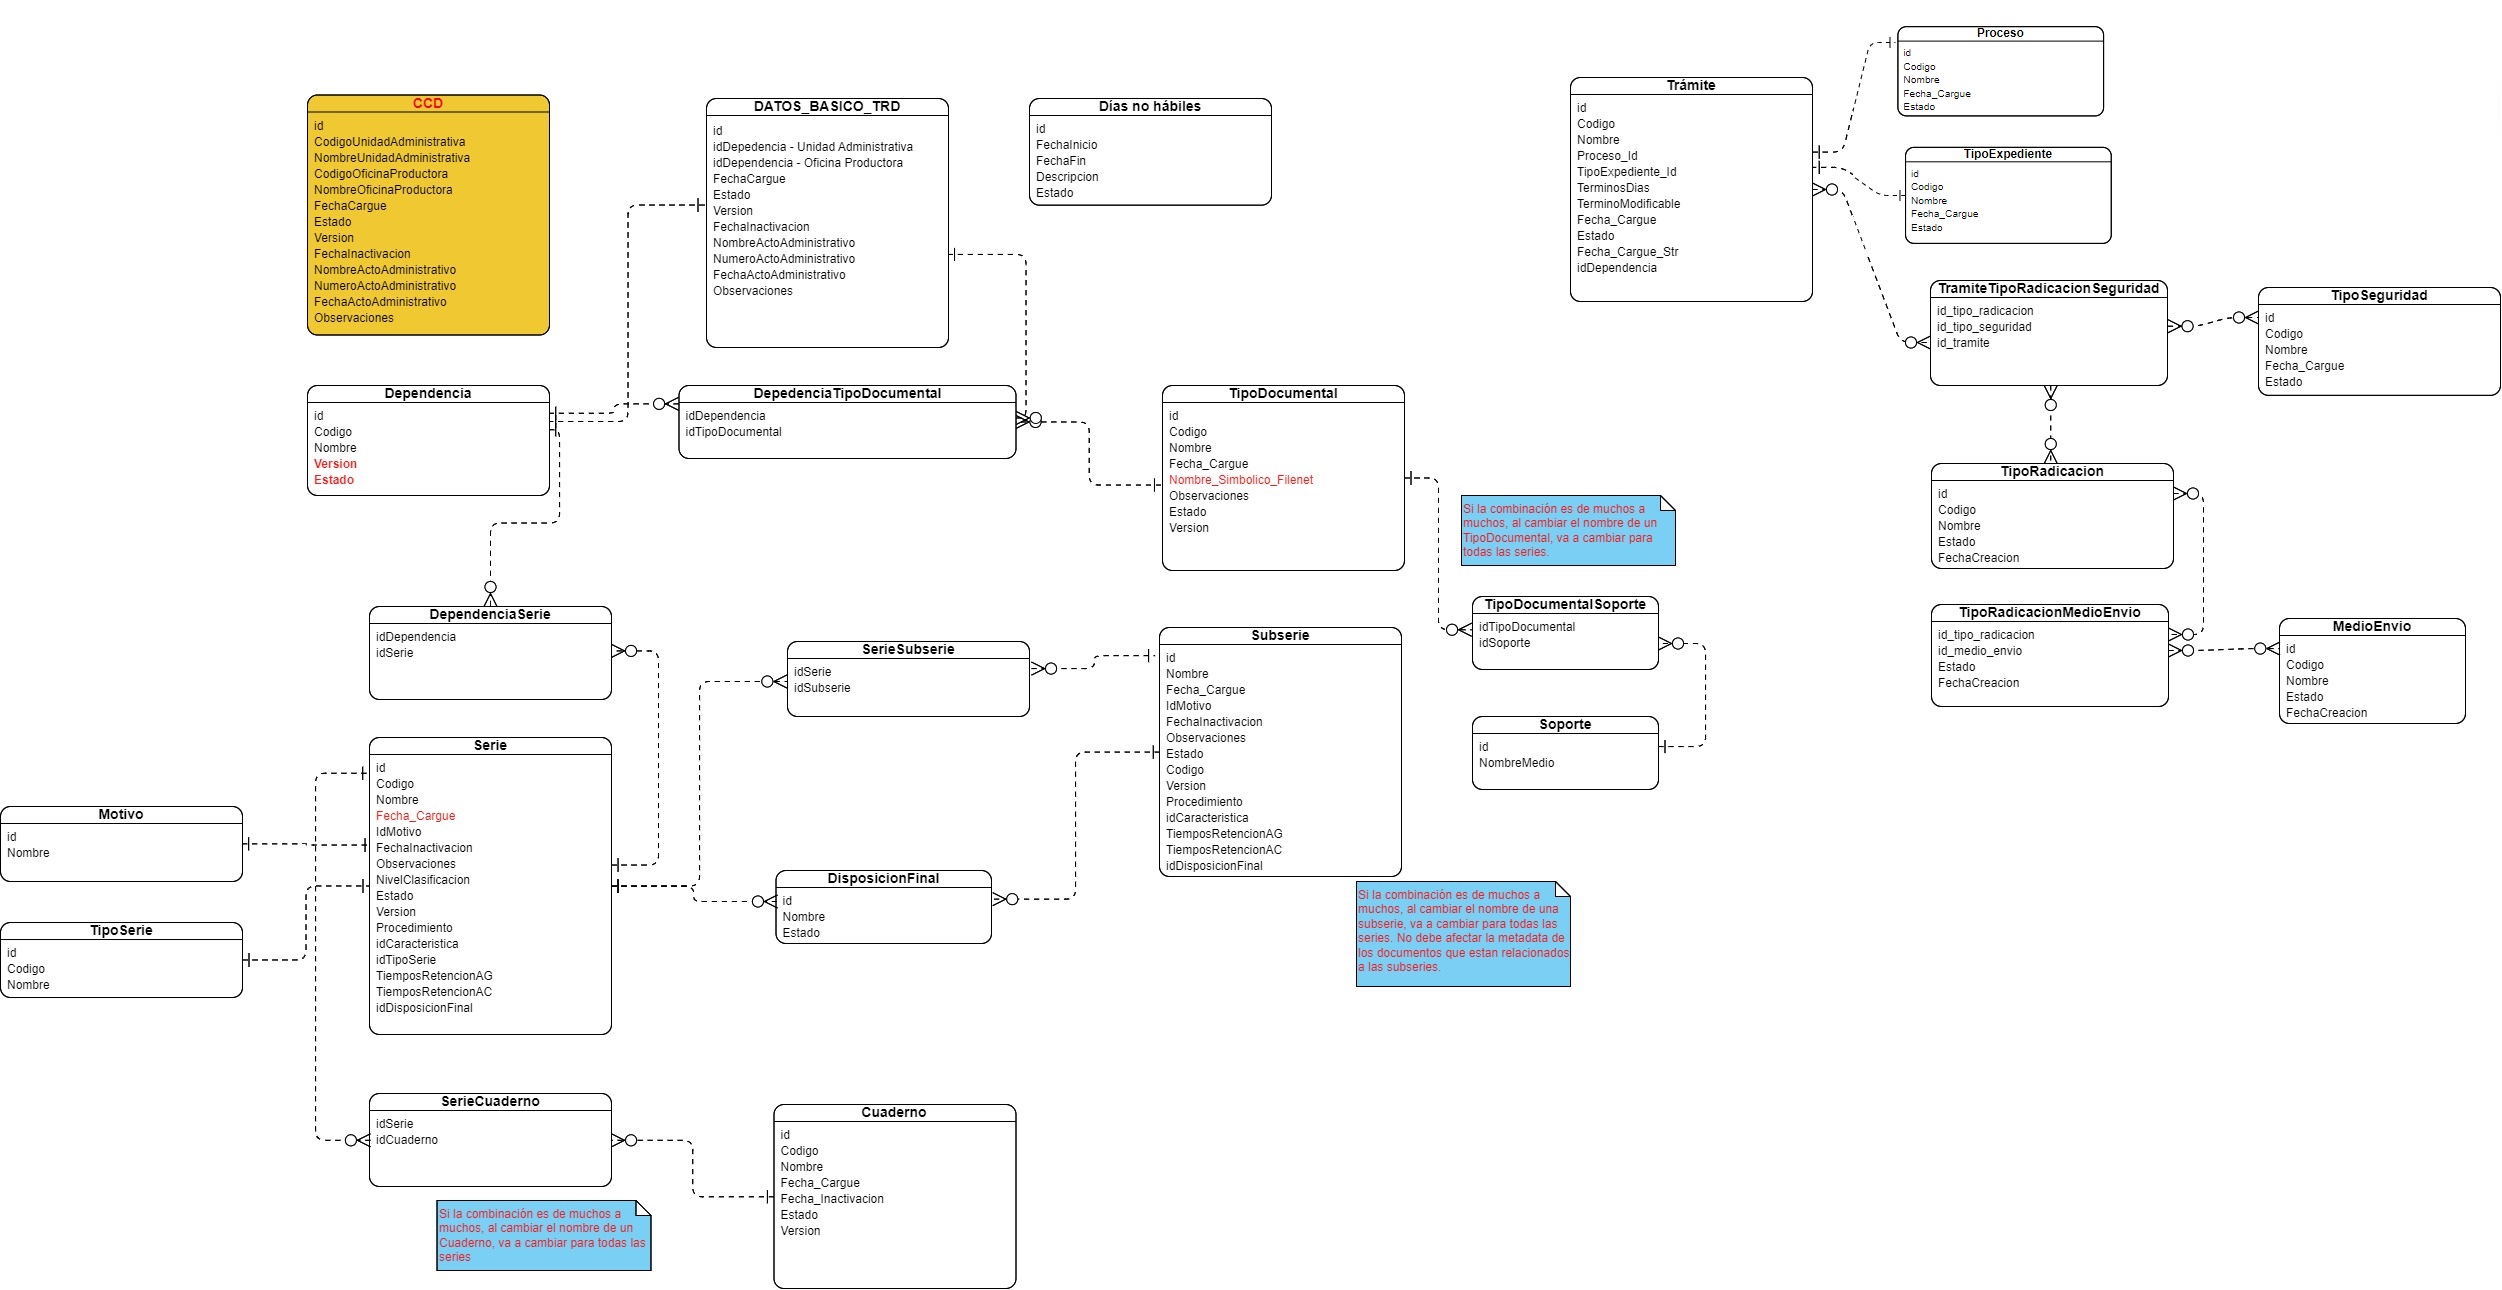 CCD
id
CodigoUnidadAdministrativa
NombreUnidadAdministrativa
CodigoOficinaProductora
NombreOficinaProductora
FechaCargue
Estado
Version
FechaInactivacion
NombreActoAdministrativo
NumeroActoAdministrativo
FechaActoAdministrativo
Observaciones
DATOS_BASICO_TRD
id
idDepedencia - Unidad Administrativa
idDependencia - Oficina Productora
FechaCargue
Estado
Version
FechaInactivacion
NombreActoAdministrativo
NumeroActoAdministrativo
FechaActoAdministrativo
Observaciones
Días no hábiles
id
FechaInicio
FechaFin
Descripcion
Estado
Trámite
id
Codigo
Nombre
Proceso_Id
TipoExpediente_Id
TerminosDias
TerminoModificable
Fecha_Cargue
Estado
Fecha_Cargue_Str
idDependencia
Proceso
id
Codigo
Nombre
Fecha_Cargue
Estado
TipoExpediente
id
Codigo
Nombre
Fecha_Cargue
Estado
TramiteTipoRadicacionSeguridad
id_tipo_radicacion
id_tipo_seguridad
id_tramite
TipoSeguridad
id
Codigo
Nombre
Fecha_Cargue
Estado
Dependencia
id
Codigo
Nombre
Version
Estado
DepedenciaTipoDocumental
idDependencia
idTipoDocumental
TipoDocumental
id
Codigo
Nombre
Fecha_Cargue
Nombre_Simbolico_Filenet
Observaciones
Estado
Version
Si la combinación es de muchos a
muchos, al cambiar el nombre de un
TipoDocumental, va a cambiar para
todas las series.
TipoRadicacion
id
Codigo
Nombre
Estado
FechaCreacion
DependenciaSerie
idDependencia
idSerie
SerieSubserie
idSerie
idSubserie
Subserie
id
Nombre
Fecha_Cargue
IdMotivo
FechaInactivacion
Observaciones
Estado
Codigo
Version
Procedimiento
idCaracteristica
TiemposRetencionAG
TiemposRetencionAC
idDisposicionFinal
TipoDocumentalSoporte
idTipoDocumental
idSoporte
TipoRadicacionMedioEnvio
id_tipo_radicacion
id_medio_envio
Estado
FechaCreacion
MedioEnvio
id
Codigo
Nombre
Estado
FechaCreacion
Soporte
id
NombreMedio
Serie
id
Codigo
Nombre
Fecha_Cargue
IdMotivo
FechaInactivacion
Observaciones
NivelClasificacion
Estado
Version
Procedimiento
idCaracteristica
idTipoSerie
TiemposRetencionAG
TiemposRetencionAC
idDisposicionFinal
Motivo
id
Nombre
TipoSerie
id
Codigo
Nombre
DisposicionFinal
id
Nombre
Estado
Si la combinación es de muchos a
muchos, al cambiar el nombre de una
subserie, va a cambiar para todas las
series. No debe afectar la metadata de
los documentos que estan relacionados
a las subseries.
SerieCuaderno
idSerie
idCuaderno
Cuaderno
id
Codigo
Nombre
Fecha_Cargue
Fecha_Inactivacion
Estado
Version
Si la combinación es de muchos a
muchos, al cambiar el nombre de un
Cuaderno, va a cambiar para todas las
series